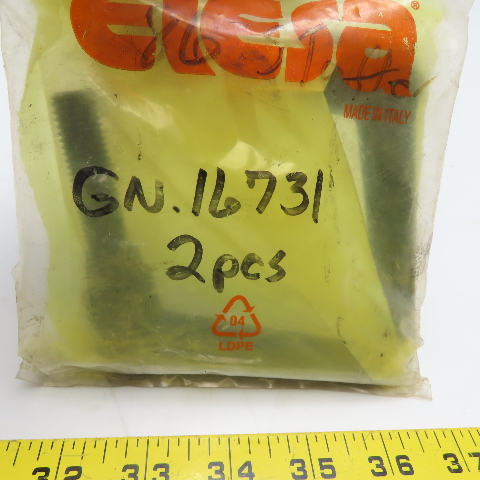 elesa®
MADE IN ITALY
GN.16731
2pcs
04
LDPE
32 33 34 35 36 37